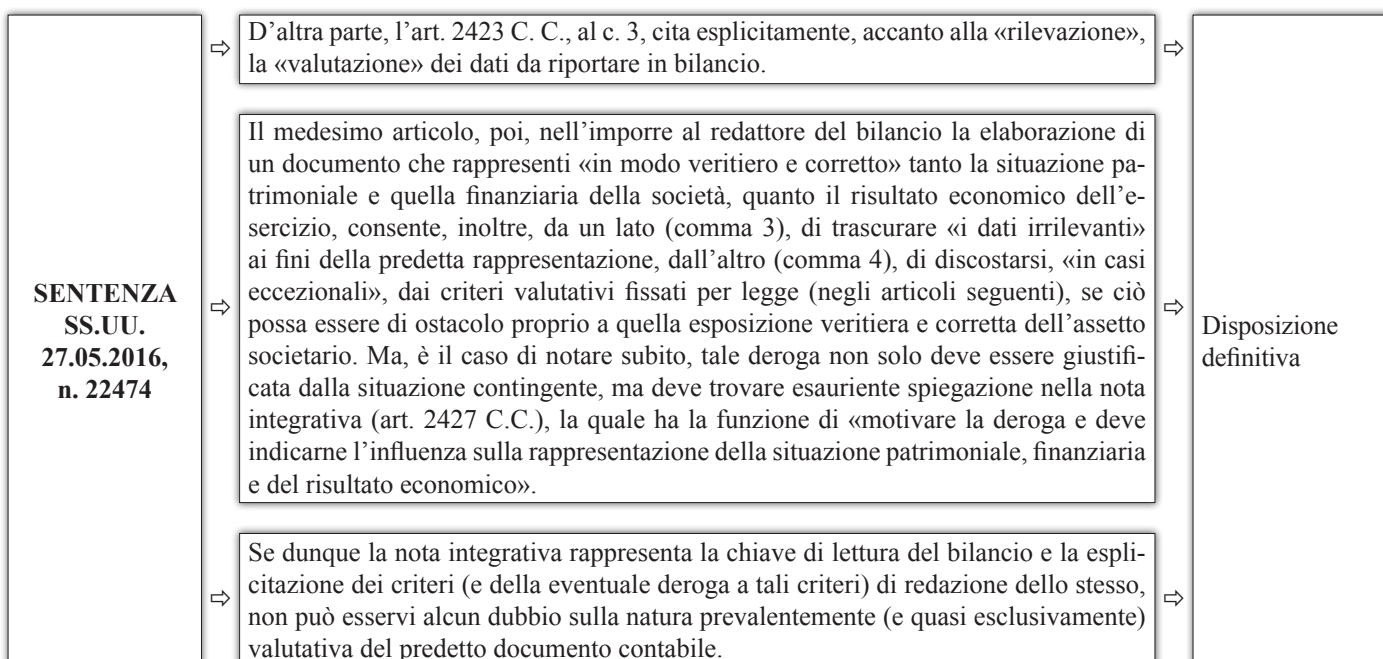 SENTENZA
SS.UU.
27.05.2016,
n. 22474
⇨
D’altra parte, l’art. 2423 C. C., al c. 3, cita esplicitamente, accanto alla «rilevazione»,
la «valutazione» dei dati da riportare in bilancio.
⇨
⇨
Il medesimo articolo, poi, nell’imporre al redattore del bilancio la elaborazione di
un documento che rappresenti «in modo veritiero e corretto» tanto la situazione pa-
trimoniale e quella finanziaria della società, quanto il risultato economico dell’e-
sercizio, consente, inoltre, da un lato (comma 3), di trascurare «i dati irrilevanti»
ai fini della predetta rappresentazione, dall’altro (comma 4), di discostarsi, «in casi
eccezionali», dai criteri valutativi fissati per legge (negli articoli seguenti), se ciò
possa essere di ostacolo proprio a quella esposizione veritiera e corretta dell’assetto
societario. Ma, è il caso di notare subito, tale deroga non solo deve essere giustifi-
cata dalla situazione contingente, ma deve trovare esauriente spiegazione nella nota
integrativa (art. 2427 C.C.), la quale ha la funzione di «motivare la deroga e deve
indicarne l’influenza sulla rappresentazione della situazione patrimoniale, finanziaria
e del risultato economico».
⇨
⇨
Se dunque la nota integrativa rappresenta la chiave di lettura del bilancio e la espli-
citazione dei criteri (e della eventuale deroga a tali criteri) di redazione dello stesso,
non può esservi alcun dubbio sulla natura prevalentemente (e quasi esclusivamente)
valutativa del predetto documento contabile.
⇨
Disposizione
definitiva